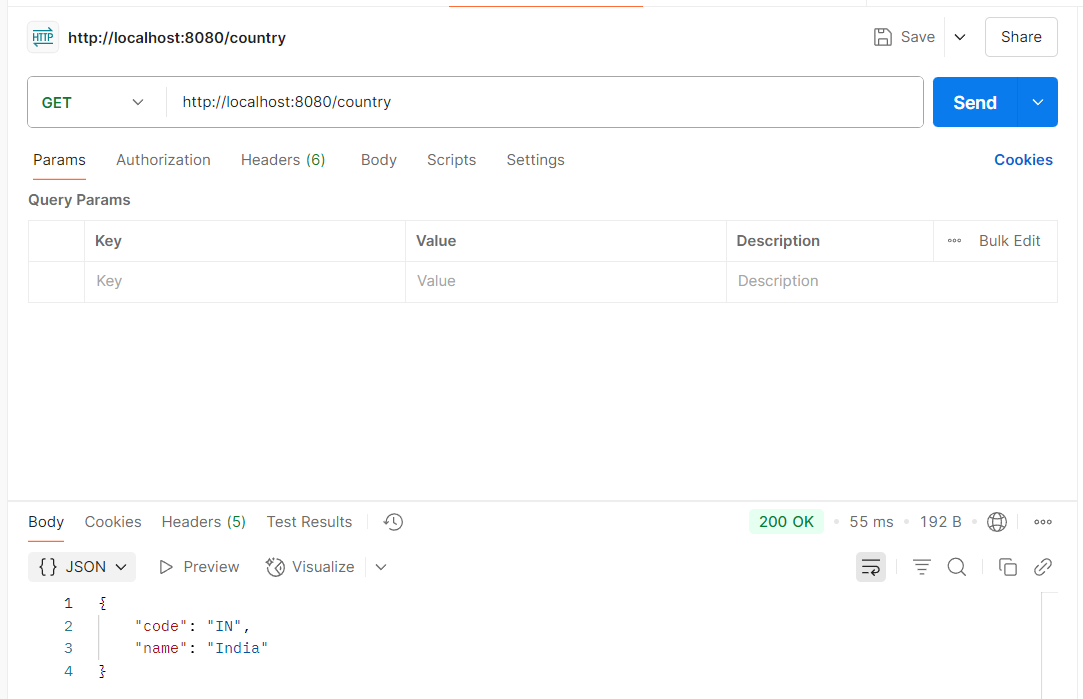 HTTP http://localhost:8080/country Save Share
GET http://localhost:8080/country Send
Params Authorization Headers (6) Body Scripts Settings Cookies
Query Params
Key Value Description Bulk Edit
Key Value Description
Body Cookies Headers (5) Test Results 200 OK 55 ms 192 B
{ } JSON Preview Visualize
1 {
2 "code": "IN",
3 "name": "India"
4 }